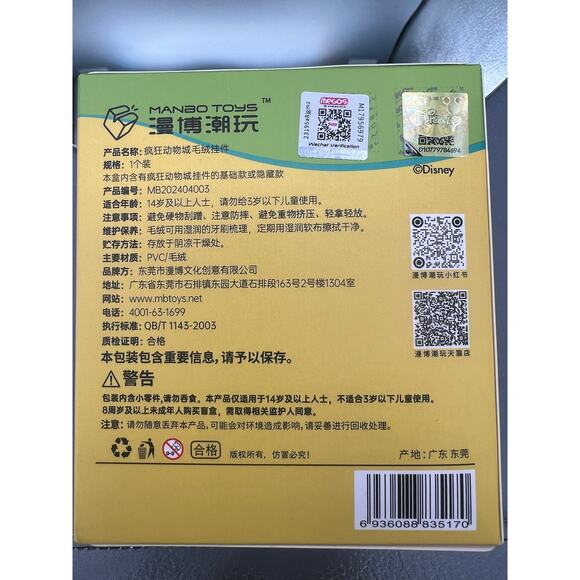 MANBO TOYS™
漫博潮玩
MCGOS
23195a8jgmz
M17956979
Wechat Verification
Disney
010779784694
©Disney
产品名称：疯狂动物城毛绒挂件
规格：1个装
本盒内含有疯狂动物城挂件的基础款或隐藏款
产品编号：MB202404003
适合年龄：14岁及以上人士，请勿给3岁以下儿童使用。
注意事项：避免硬物刮蹭、注意防摔、避免重物挤压、轻拿轻放。
维护保养：毛绒可用湿润的牙刷梳理，定期用湿润软布擦拭干净。
贮存方法：存放于阴凉干燥处。
主要材质：PVC/毛绒
品牌方：东莞市漫博文化创意有限公司
地址：广东省东莞市石排镇东园大道石排段163号2号楼1304室
www.mbtoys.net
电话：4001-63-1699
执行标准：QB/T 1143-2003
质检证明：合格
漫博潮玩小红书
漫博潮玩天猫店
本包装包含重要信息，请予以保存。
警告
包装内含小零件,请勿吞食。本产品仅适用于14岁及以上人士，不适合3岁以下儿童使用。
8周岁及以上未成年人购买盲盒，需取得相关监护人同意。
注意：请勿随意丢弃本产品，可能会对环境造成影响，请妥善进行回收处理。
0-3
合格
版权所有，仿冒必究！
产地：广东 东莞
6 936088 835170